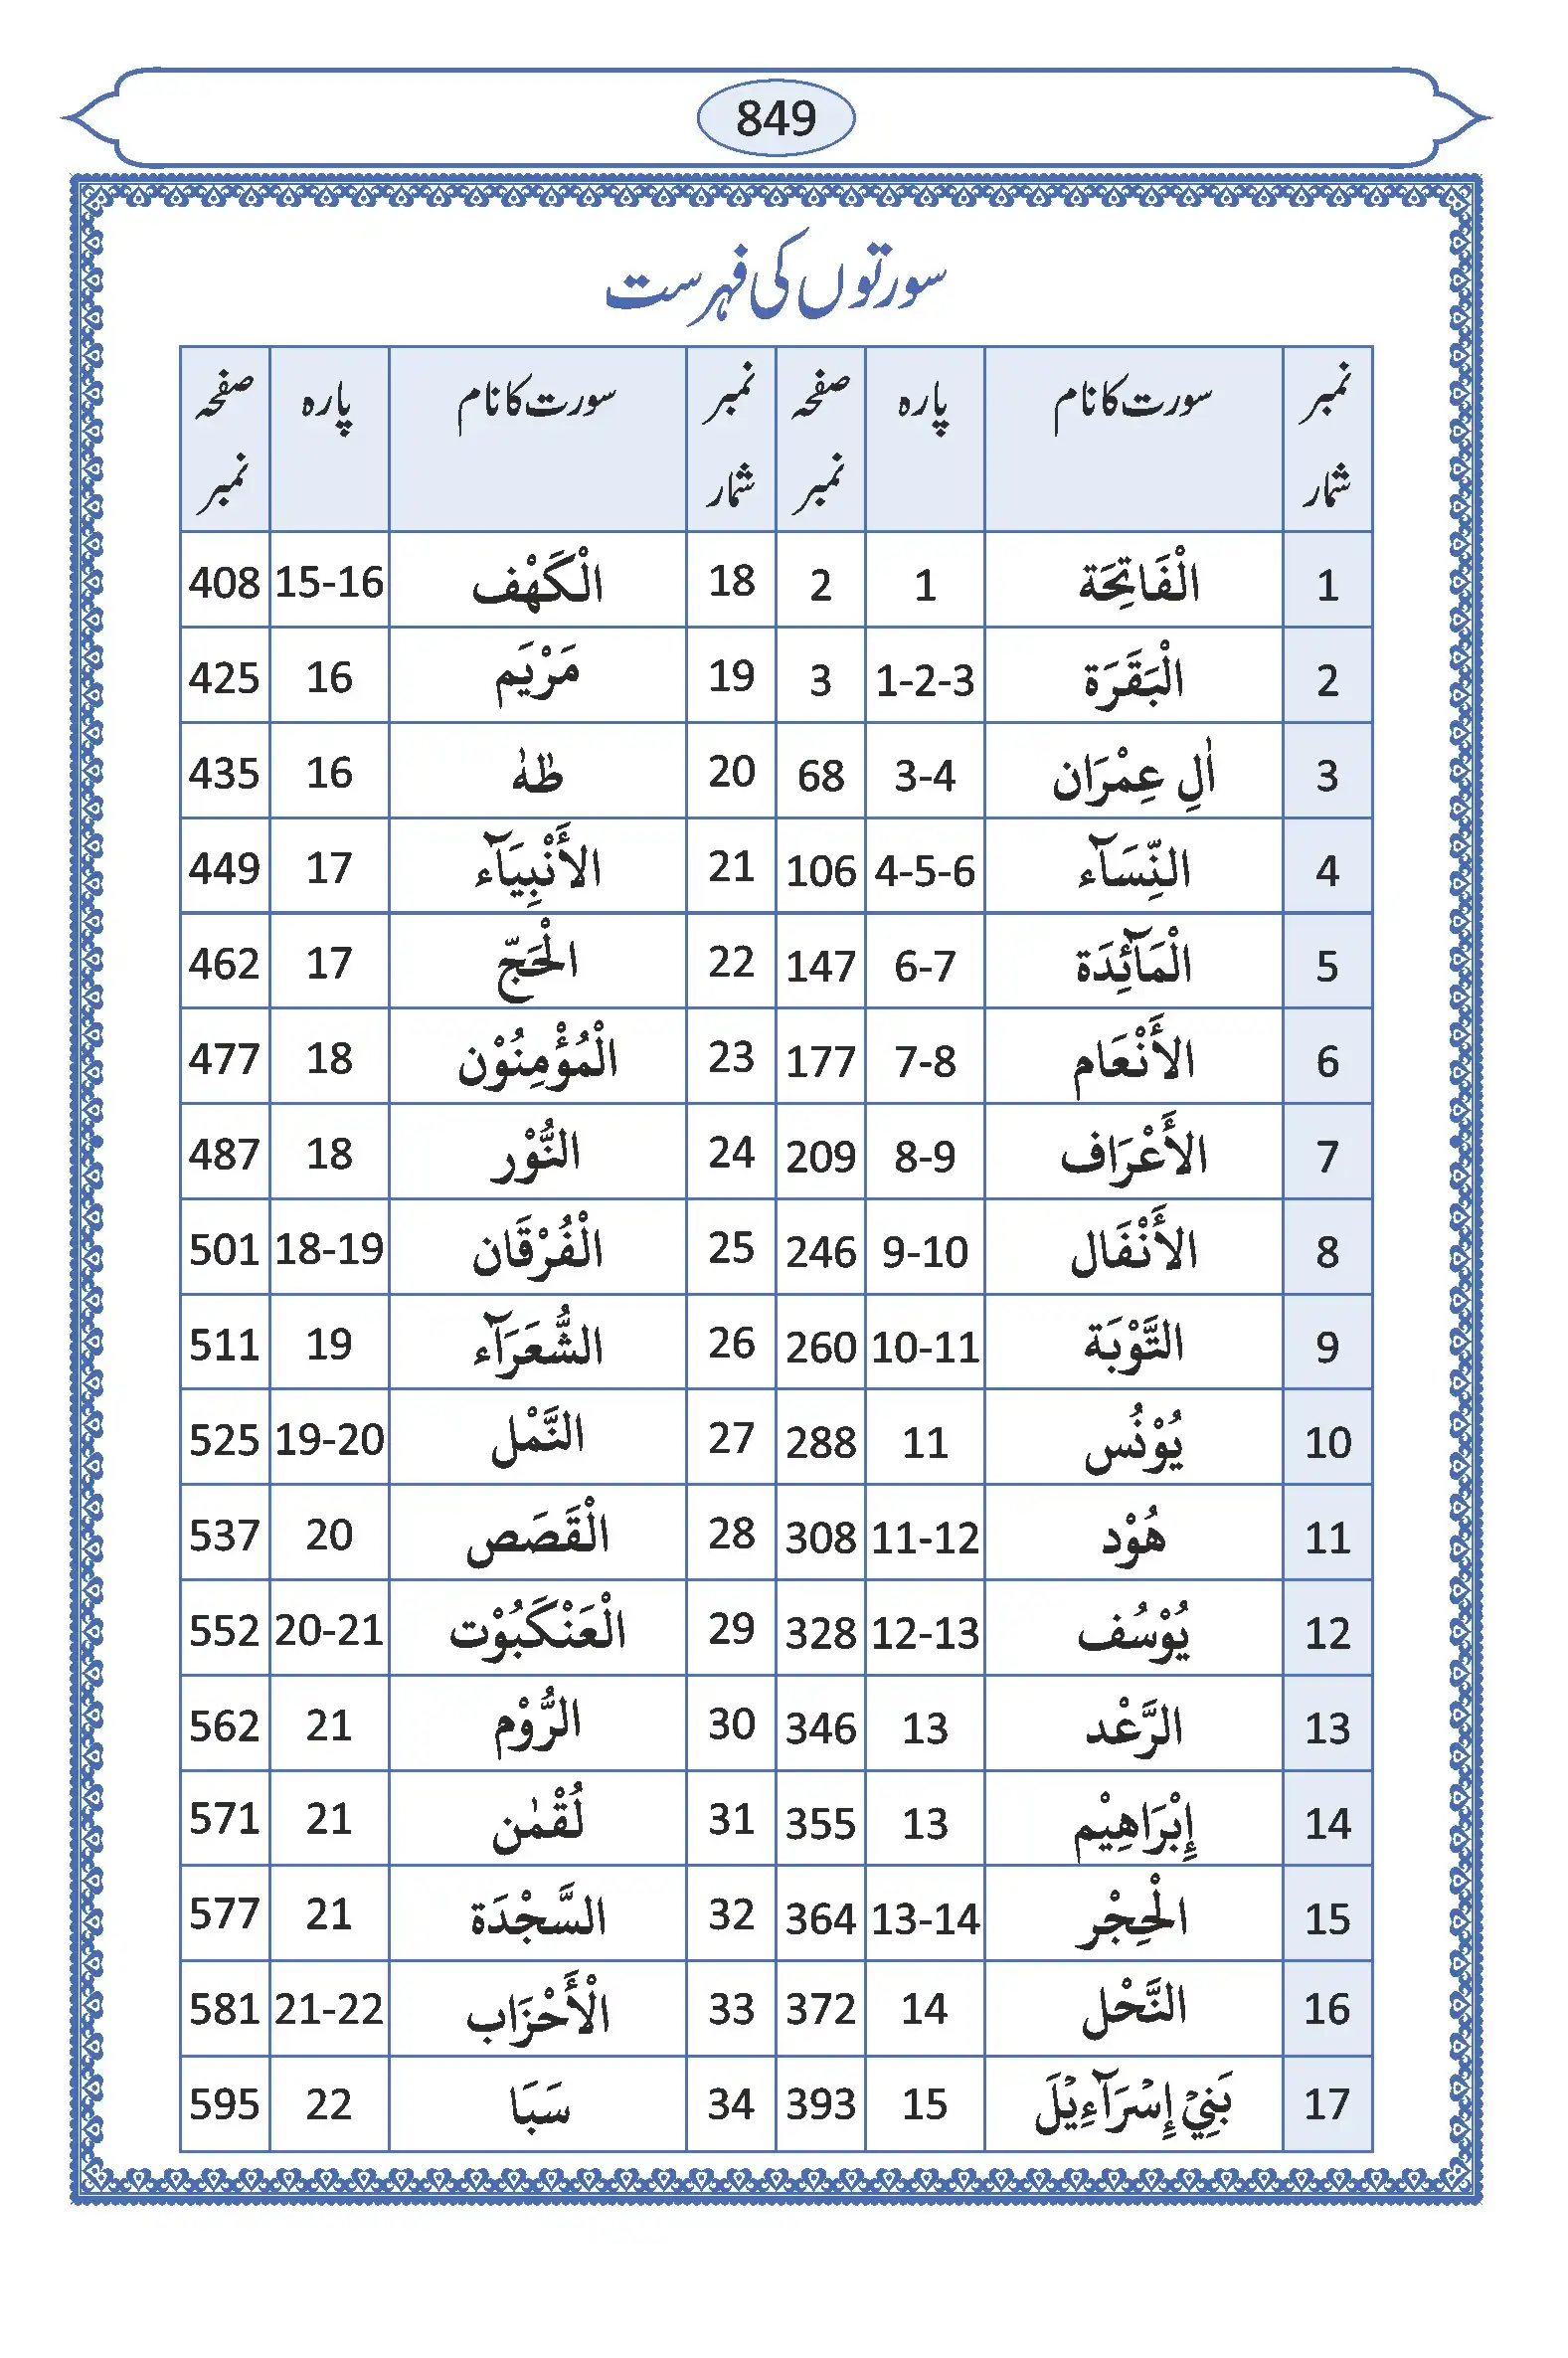 849
سورتوں کی فہرست
نمبر شمار سورت کا نام پارہ صفحہ نمبر نمبر شمار سورت کا نام پارہ صفحہ نمبر
1 الْفَاتِحَة 1 2 18 الْكَهْف 15-16 408
2 الْبَقَرَة 1-2-3 3 19 مَرْيَم 16 425
3 اٰلِ عِمْرَان 3-4 68 20 طٰهٰ 16 435
4 النِّسَآء 4-5-6 106 21 الأَنْبِيَآء 17 449
5 الْمَآئِدَة 6-7 147 22 الْحَجّ 17 462
6 الأَنْعَام 7-8 177 23 الْمُؤْمِنُوْن 18 477
7 الأَعْرَاف 8-9 209 24 النُّوْر 18 487
8 الأَنْفَال 9-10 246 25 الْفُرْقَان 18-19 501
9 التَّوْبَة 10-11 260 26 الشُّعَرَآء 19 511
10 يُوْنُس 11 288 27 النَّمْل 19-20 525
11 هُوْد 11-12 308 28 الْقَصَص 20 537
12 يُوْسُف 12-13 328 29 الْعَنْكَبُوْت 20-21 552
13 الرَّعْد 13 346 30 الرُّوْم 21 562
14 إِبْرَاهِيْم 13 355 31 لُقْمٰن 21 571
15 الْحِجْر 13-14 364 32 السَّجْدَة 21 577
16 النَّحْل 14 372 33 الْأَحْزَاب 21-22 581
17 بَنِيْ إِسْرَآءِيْلَ 15 393 34 سَبَا 22 595